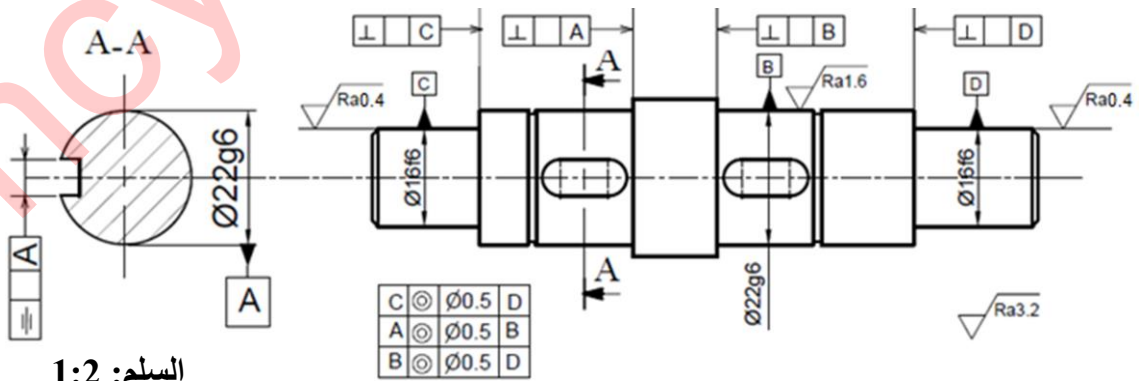 A-A
⊥ C
⊥ A
⊥ B
⊥ D
Ra0.4
C
A
B
Ra1.6
D
Ra0.4
Ø22g6
Ø16f6
Ø16f6
A
A
A
Ø22g6
C ◎ Ø0.5 D
A ◎ Ø0.5 B
B ◎ Ø0.5 D
Ra3.2
السلم: 1:2